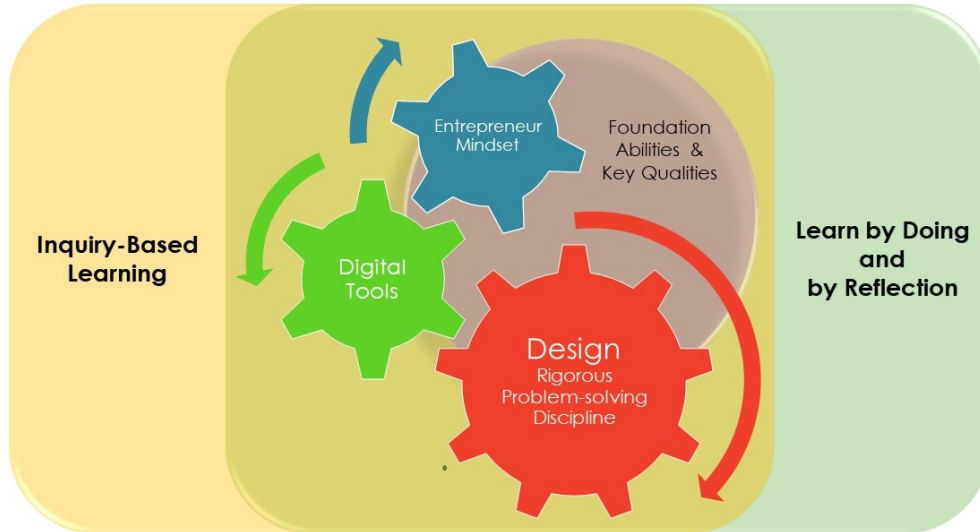 Entrepreneur
Mindset
Foundation
Abilities &
Key Qualities
Inquiry-Based
Learning
Digital
Tools
Learn by Doing
and
by Reflection
Design
Rigorous
Problem-solving
Discipline